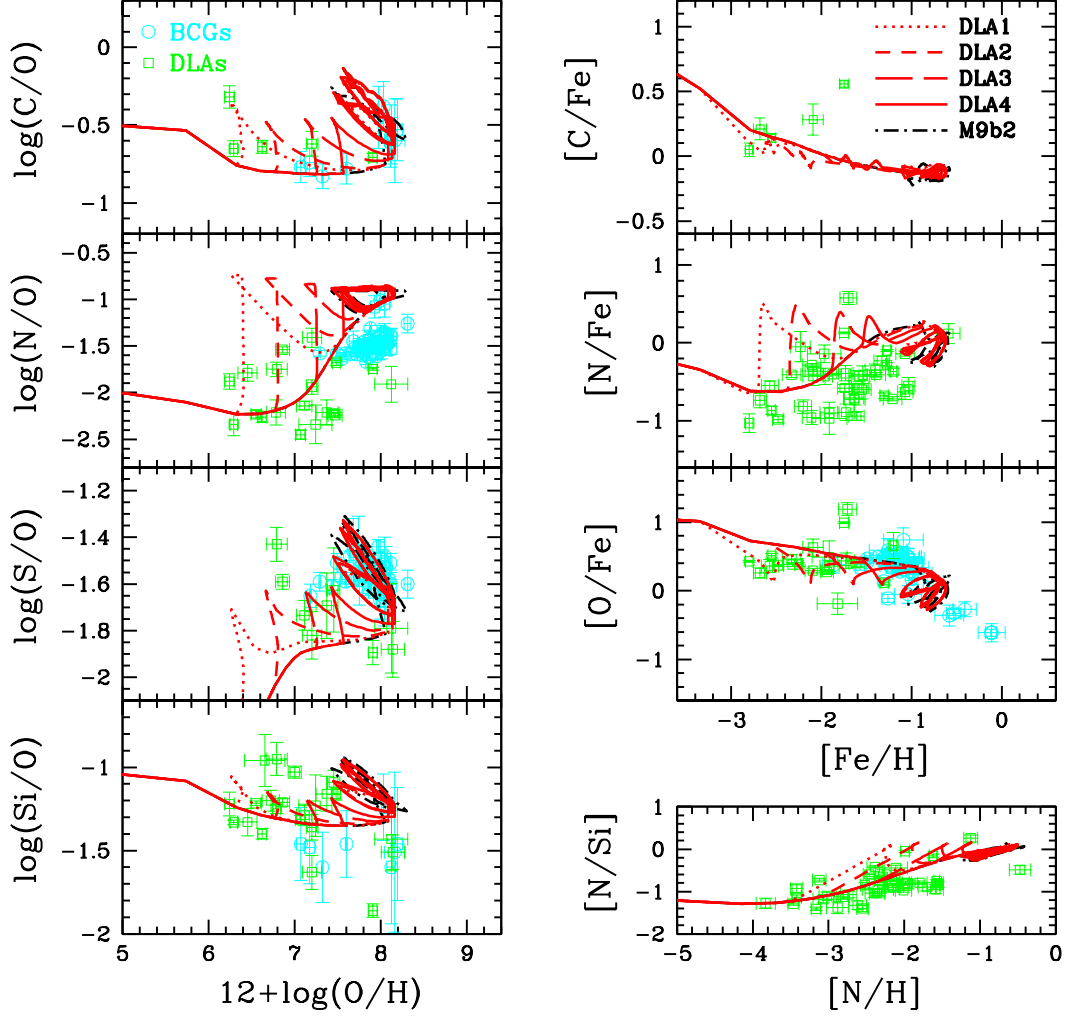 BCGs
DLAs
0
−0.5
−1
log(C/O)
−0.5
−1
−1.5
−2
−2.5
log(N/O)
−1.2
−1.4
−1.6
−1.8
−2
log(S/O)
−1
−1.5
−2
log(Si/O)
5
6
7
8
9
12+log(O/H)
DLA1
DLA2
DLA3
DLA4
M9b2
1
0.5
0
−0.5
[C/Fe]
1
0
−1
[N/Fe]
1
0
−1
[O/Fe]
−3
−2
−1
0
[Fe/H]
1
0
−1
−2
[N/Si]
−5
−4
−3
−2
−1
0
[N/H]